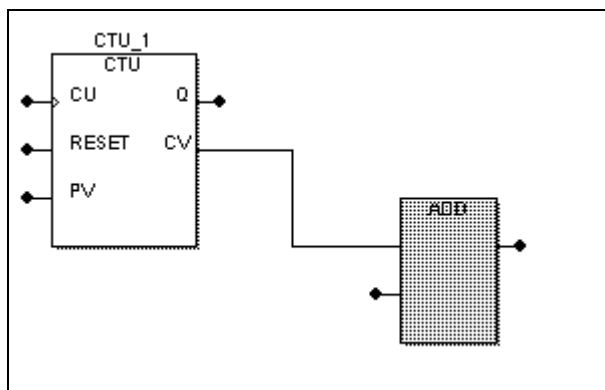 CTU_1
CTU
CU Q
RESET CV
PV
ADD